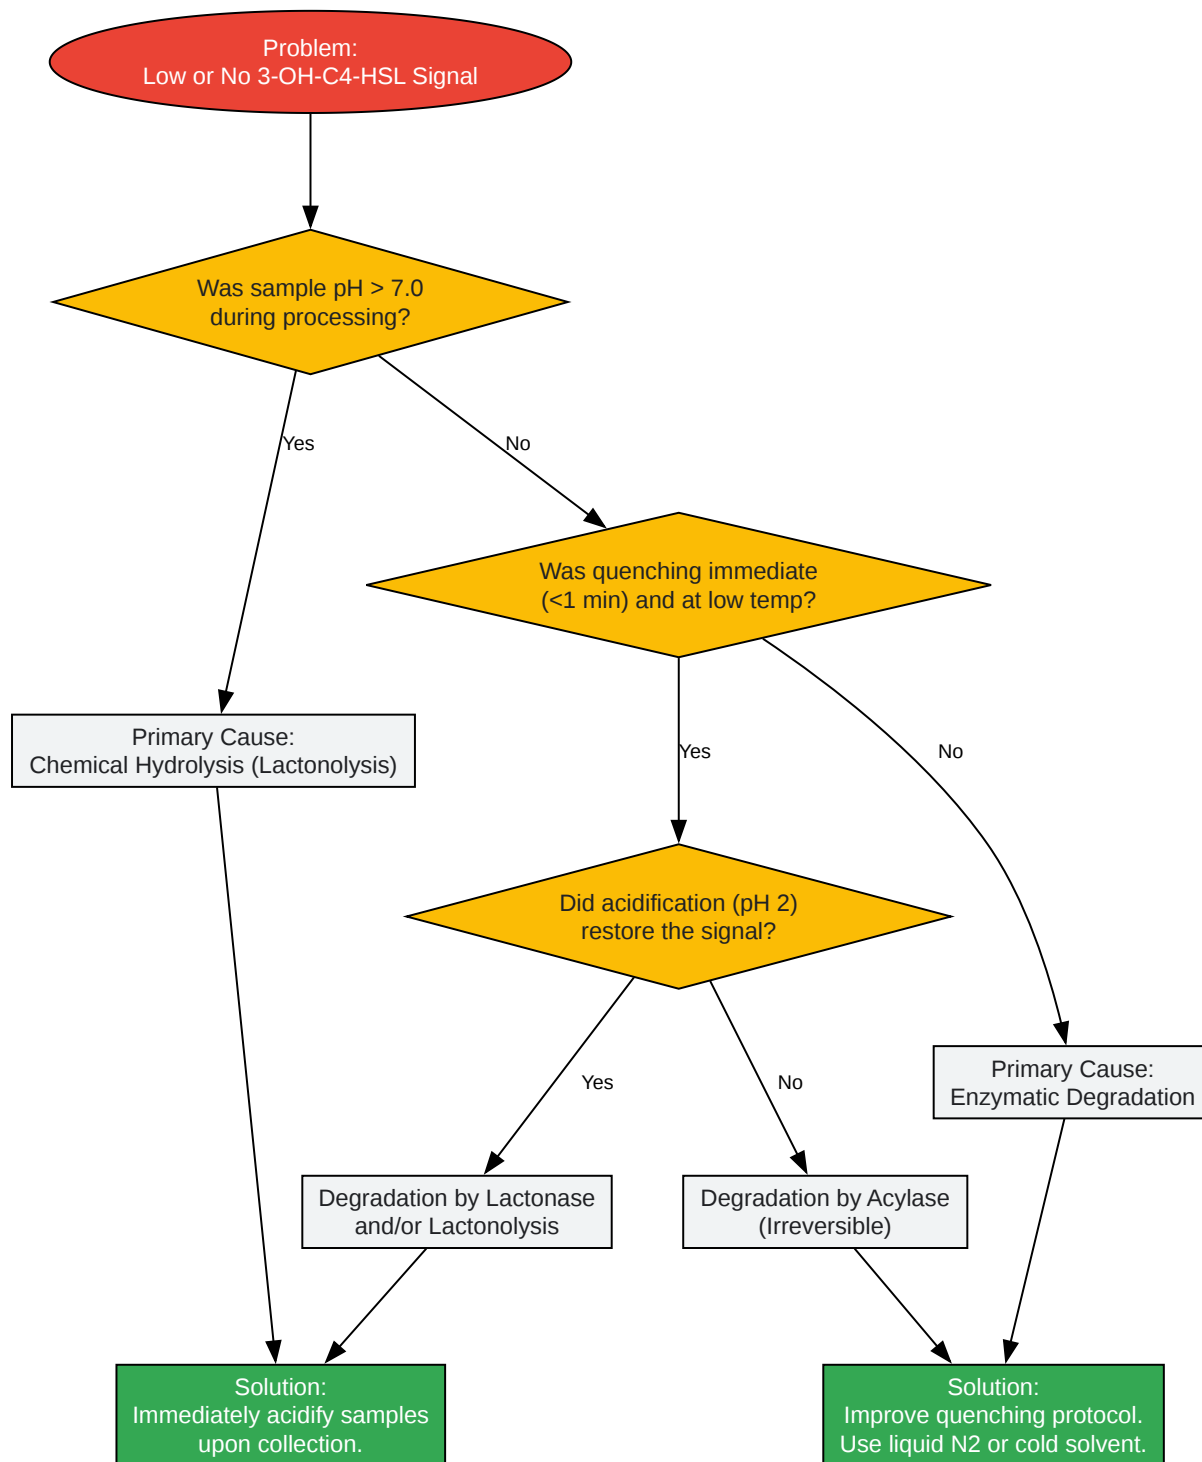 Problem:
Low or No 3-OH-C4-HSL Signal
Was sample pH > 7.0
during processing?
Yes
No
Was quenching immediate
(<1 min) and at low temp?
Primary Cause:
Chemical Hydrolysis (Lactonolysis)
Yes
No
Did acidification (pH 2)
restore the signal?
Yes
No
Primary Cause:
Enzymatic Degradation
Degradation by Lactonase
and/or Lactonolysis
Degradation by Acylase
(Irreversible)
Solution:
Immediately acidify samples
upon collection.
Solution:
Improve quenching protocol.
Use liquid N2 or cold solvent.